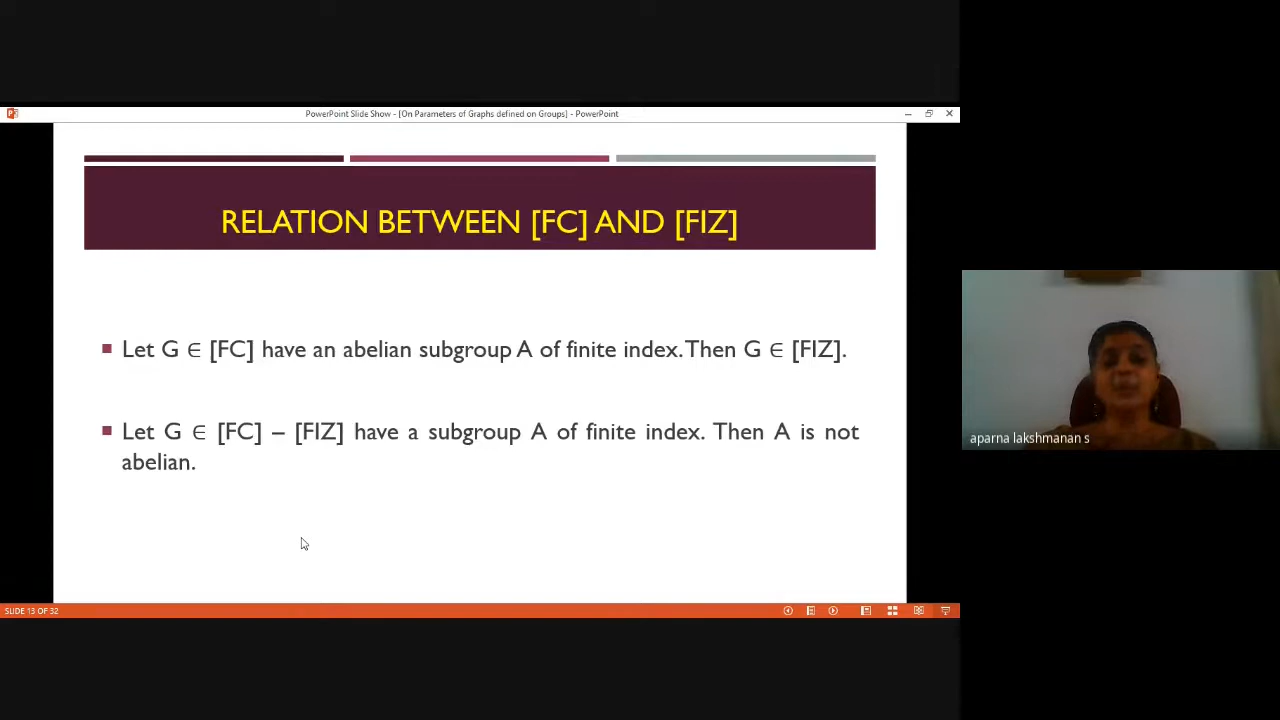 PowerPoint Slide Show - [On Parameters of Graphs defined on Groups] - PowerPoint
RELATION BETWEEN [FC] AND [FIZ]
Let G ∈ [FC] have an abelian subgroup A of finite index. Then G ∈ [FIZ].
Let G ∈ [FC] – [FIZ] have a subgroup A of finite index. Then A is not
abelian.
aparna lakshmanan s
SLIDE 13 OF 32